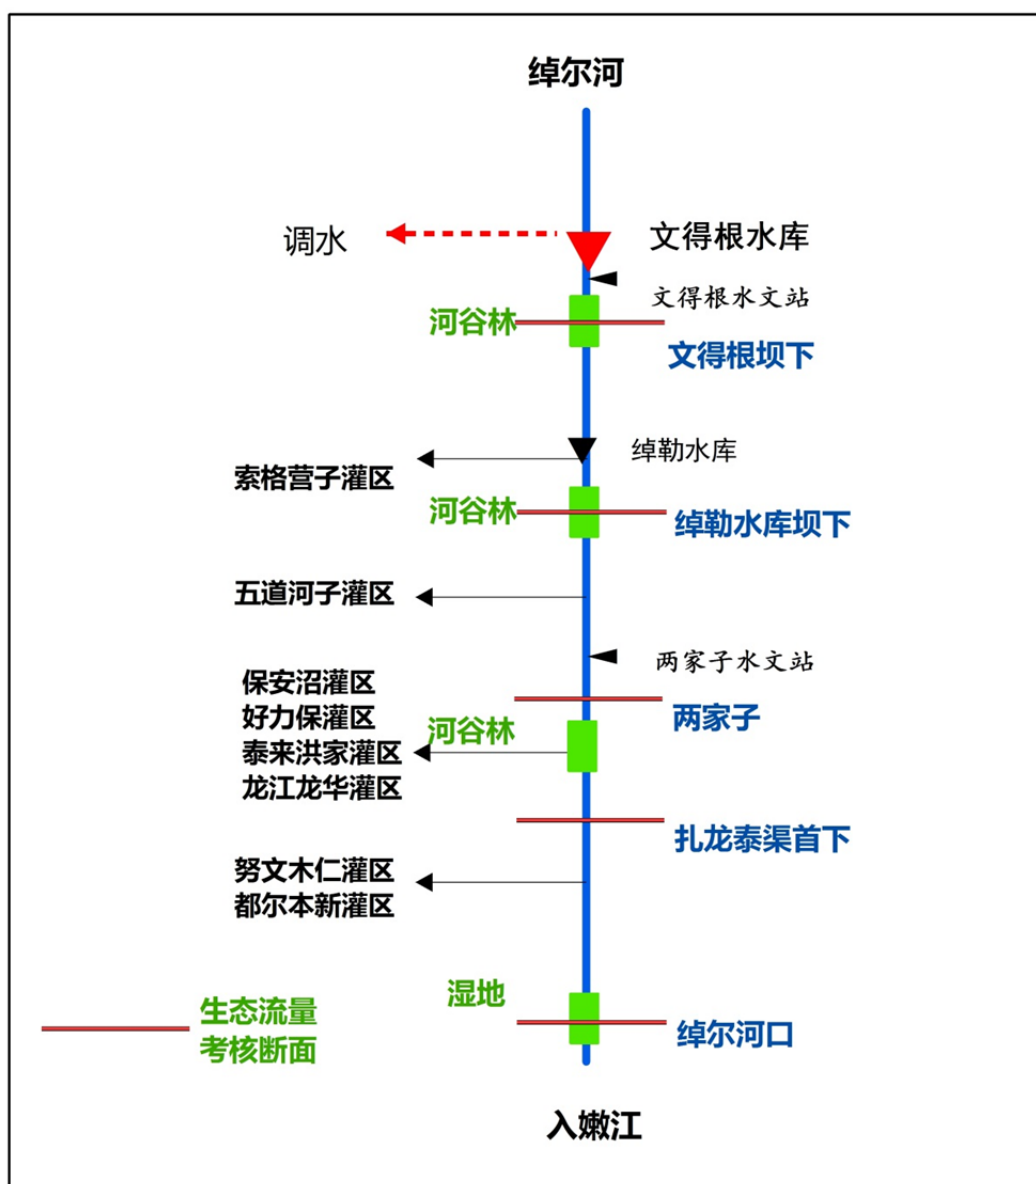 绰尔河
调水
文得根水库
文得根水文站
河谷林
文得根坝下
绰勒水库
索格营子灌区
河谷林
绰勒水库坝下
五道河子灌区
两家子水文站
保安沼灌区
好力保灌区
泰来洪家灌区
龙江龙华灌区
河谷林
两家子
扎龙泰渠首下
努文木仁灌区
都尔本新灌区
湿地
绰尔河口
生态流量
考核断面
入嫩江